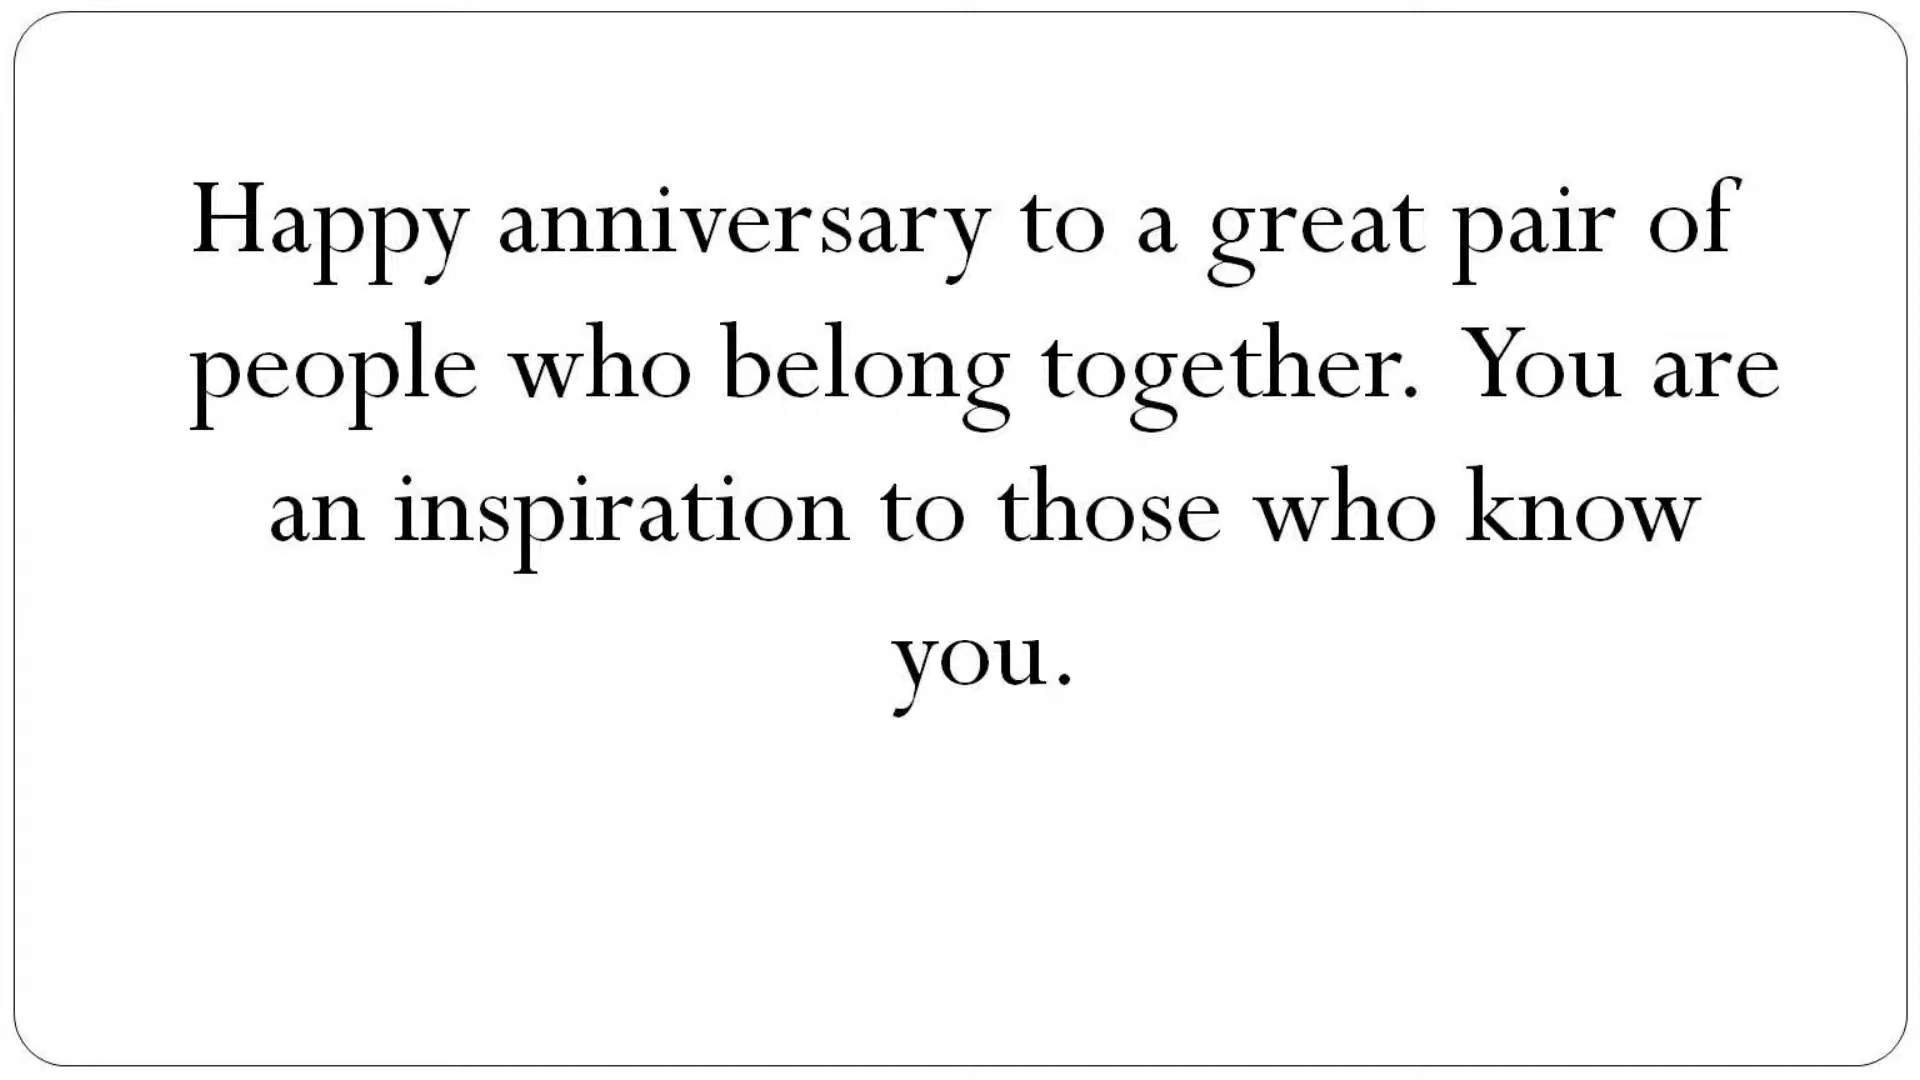 Happy anniversary to a great pair of
people who belong together. You are
an inspiration to those who know
you.